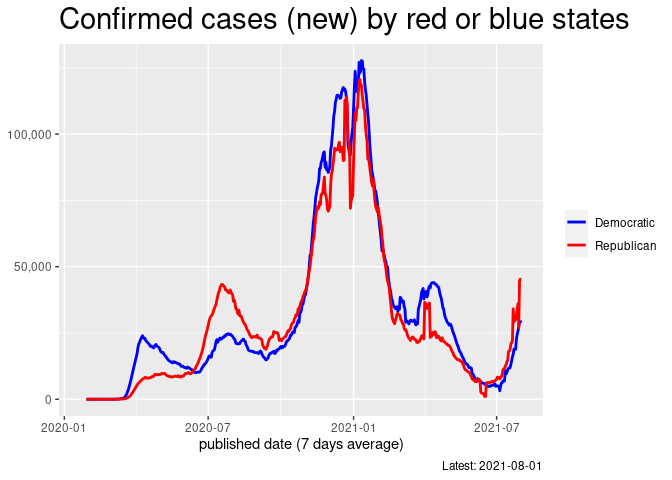 Confirmed cases (new) by red or blue states
100,000
50,000
0
2020-01
2020-07
2021-01
2021-07
published date (7 days average)
Democratic
Republican
Latest: 2021-08-01